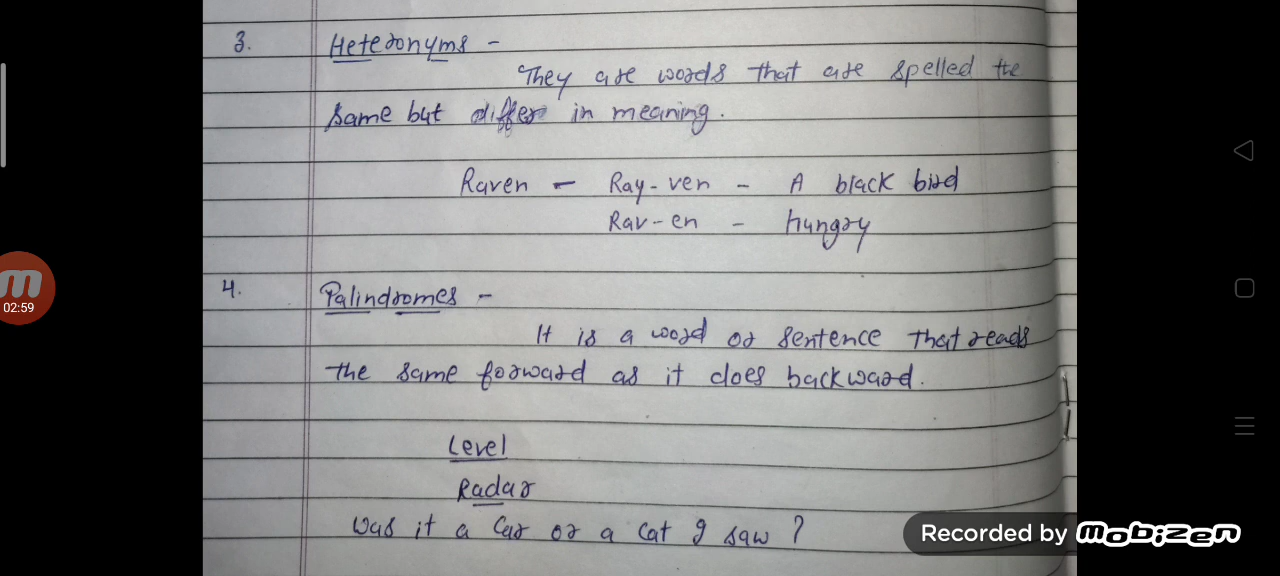 3. Heteronyms -
They are words that are spelled the
same but differ in meaning.
Raven - Ray-ven - A black bird
Rav-en - hungry
4. Palindromes -
It is a word or sentence that reads
the same forward as it does backward.
Level
Radar
Was it a Car or a Cat I saw ?
02:59
Recorded by mobizen